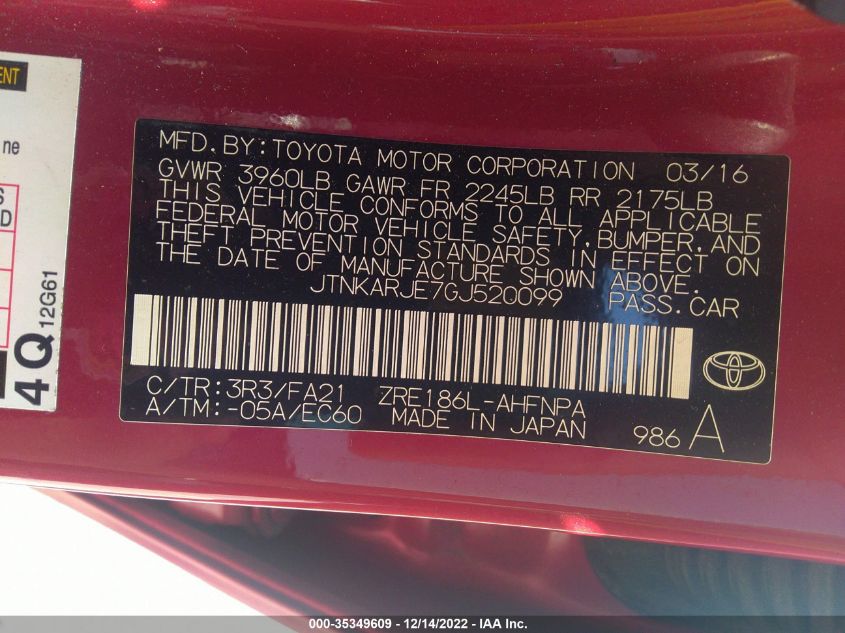 MFD. BY: TOYOTA MOTOR CORPORATION 03/16
GVWR 3960LB GAWR FR 2245LB RR 2175LB
THIS VEHICLE CONFORMS TO ALL APPLICABLE
FEDERAL MOTOR VEHICLE SAFETY, BUMPER, AND
THEFT PREVENTION STANDARDS IN EFFECT ON
THE DATE OF MANUFACTURE SHOWN ABOVE.
JTNKARJE7GJ520099 PASS. CAR
C/TR: 3R3/FA21 ZRE186L-AHFNPA
A/TM: -05A/EC60 MADE IN JAPAN 986 A
ne
4Q 12G61
000-35349609 - 12/14/2022 - IAA Inc.